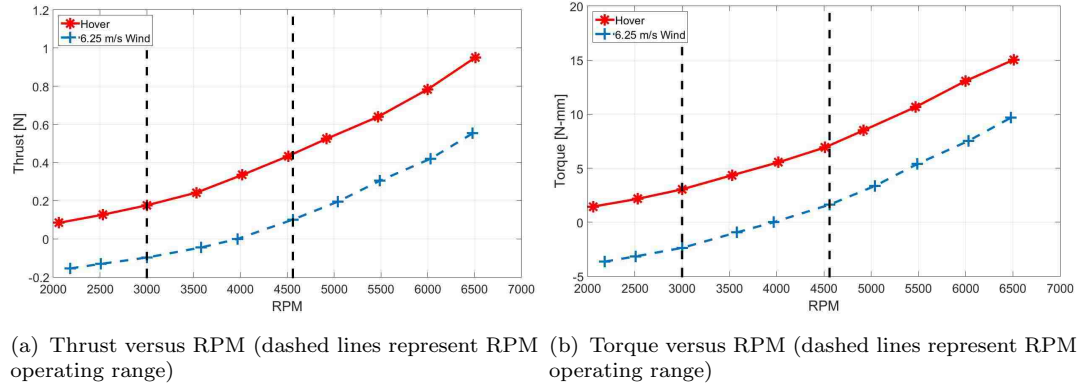 1.2
1
0.8
0.6
0.4
0.2
0
-0.2
Thrust [N]
Hover
'6.25 m/s Wind
2000 2500 3000 3500 4000 4500 5000 5500 6000 6500 7000
RPM
20
15
10
5
0
-5
Torque [N-mm]
Hover
'6.25 m/s Wind
2000 2500 3000 3500 4000 4500 5000 5500 6000 6500 7000
RPM
(a) Thrust versus RPM (dashed lines represent RPM
operating range)
(b) Torque versus RPM (dashed lines represent RPM
operating range)